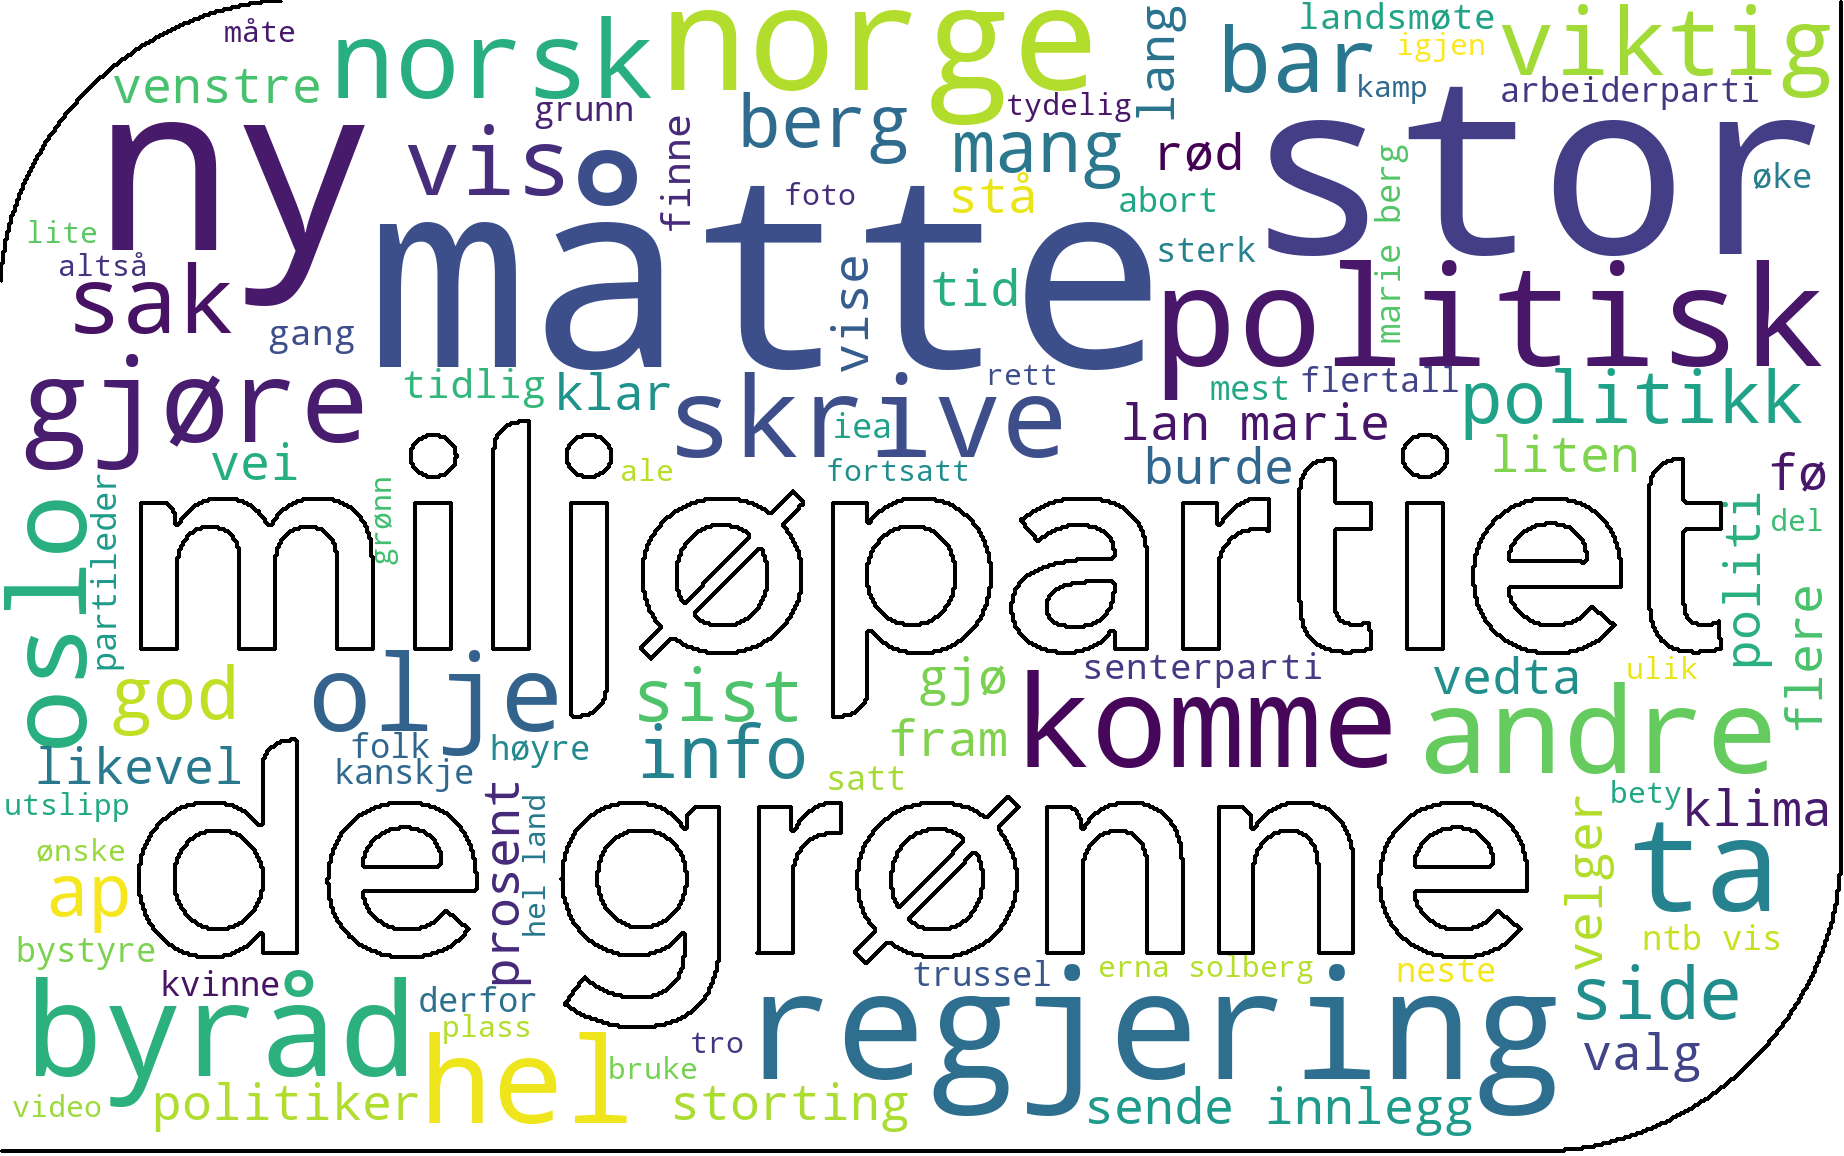 måte
venstre
norsk
norge
lang
landsmøte
igjen
viktig
bar
kamp
arbeiderparti
grunn
tydelig
berg
mang
rød
ny
vis
finne
foto
stå
abort
stor
øke
lite
altså
måtte
sterk
marie berg
sak
gang
vise
tid
politisk
gjøre
tidlig
klar
skrive
rett
iea
mest
flertall
lan marie
politikk
vei
ale
fortsatt
burde
liten
fø
miljøpartiet
oslo
partileder
grønn
politi
del
flere
god
olje
sist
gjø
senterparti
vedta
ulik
fram
komme
andre
info
likevel
folk
kanskje
høyre
satt
bety
klima
utslipp
de grønne
prosent
hel land
velger
ta
ønske
ap
bystyre
ntb vis
kvinne
derfor
trussel
erna solberg
neste
side
byråd
plass
hel
tro
bruke
regjering
valg
video
politiker
storting
sende innlegg